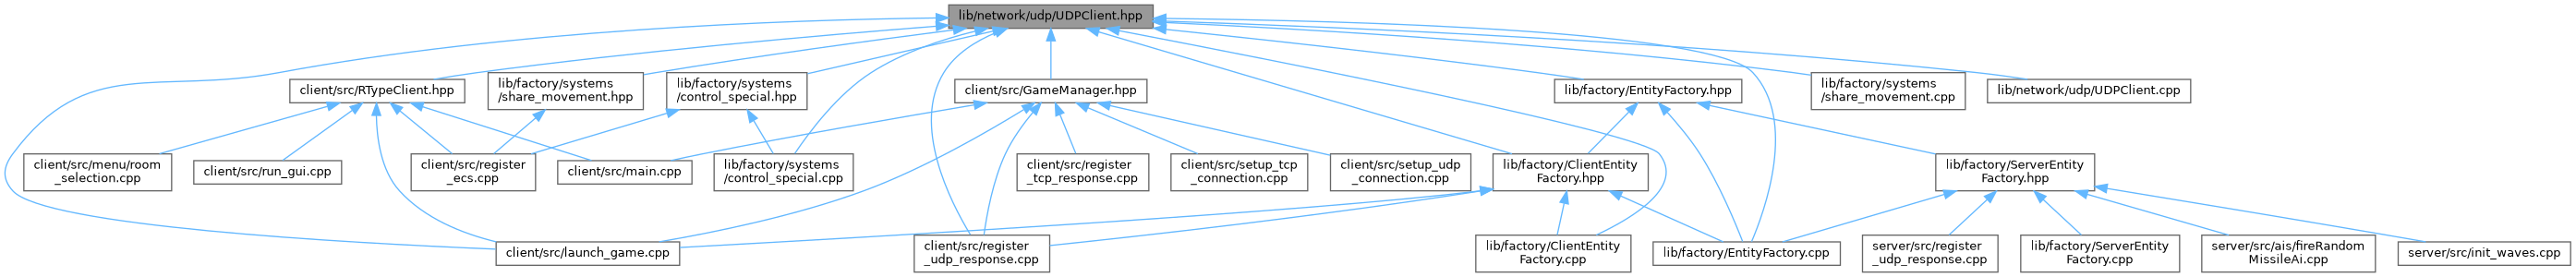 lib/network/udp/UDPClient.hpp
client/src/RTypeClient.hpp
lib/factory/systems
/share_movement.hpp
lib/factory/systems
/control_special.hpp
client/src/GameManager.hpp
lib/factory/EntityFactory.hpp
lib/factory/systems
/share_movement.cpp
lib/network/udp/UDPClient.cpp
client/src/menu/room
_selection.cpp
client/src/run_gui.cpp
client/src/register
_ecs.cpp
client/src/main.cpp
lib/factory/systems
/control_special.cpp
client/src/register
_tcp_response.cpp
client/src/setup_tcp
_connection.cpp
client/src/setup_udp
_connection.cpp
lib/factory/ClientEntity
Factory.hpp
lib/factory/ServerEntity
Factory.hpp
client/src/launch_game.cpp
client/src/register
_udp_response.cpp
lib/factory/ClientEntity
Factory.cpp
lib/factory/EntityFactory.cpp
server/src/register
_udp_response.cpp
lib/factory/ServerEntity
Factory.cpp
server/src/ais/fireRandom
MissileAi.cpp
server/src/init_waves.cpp